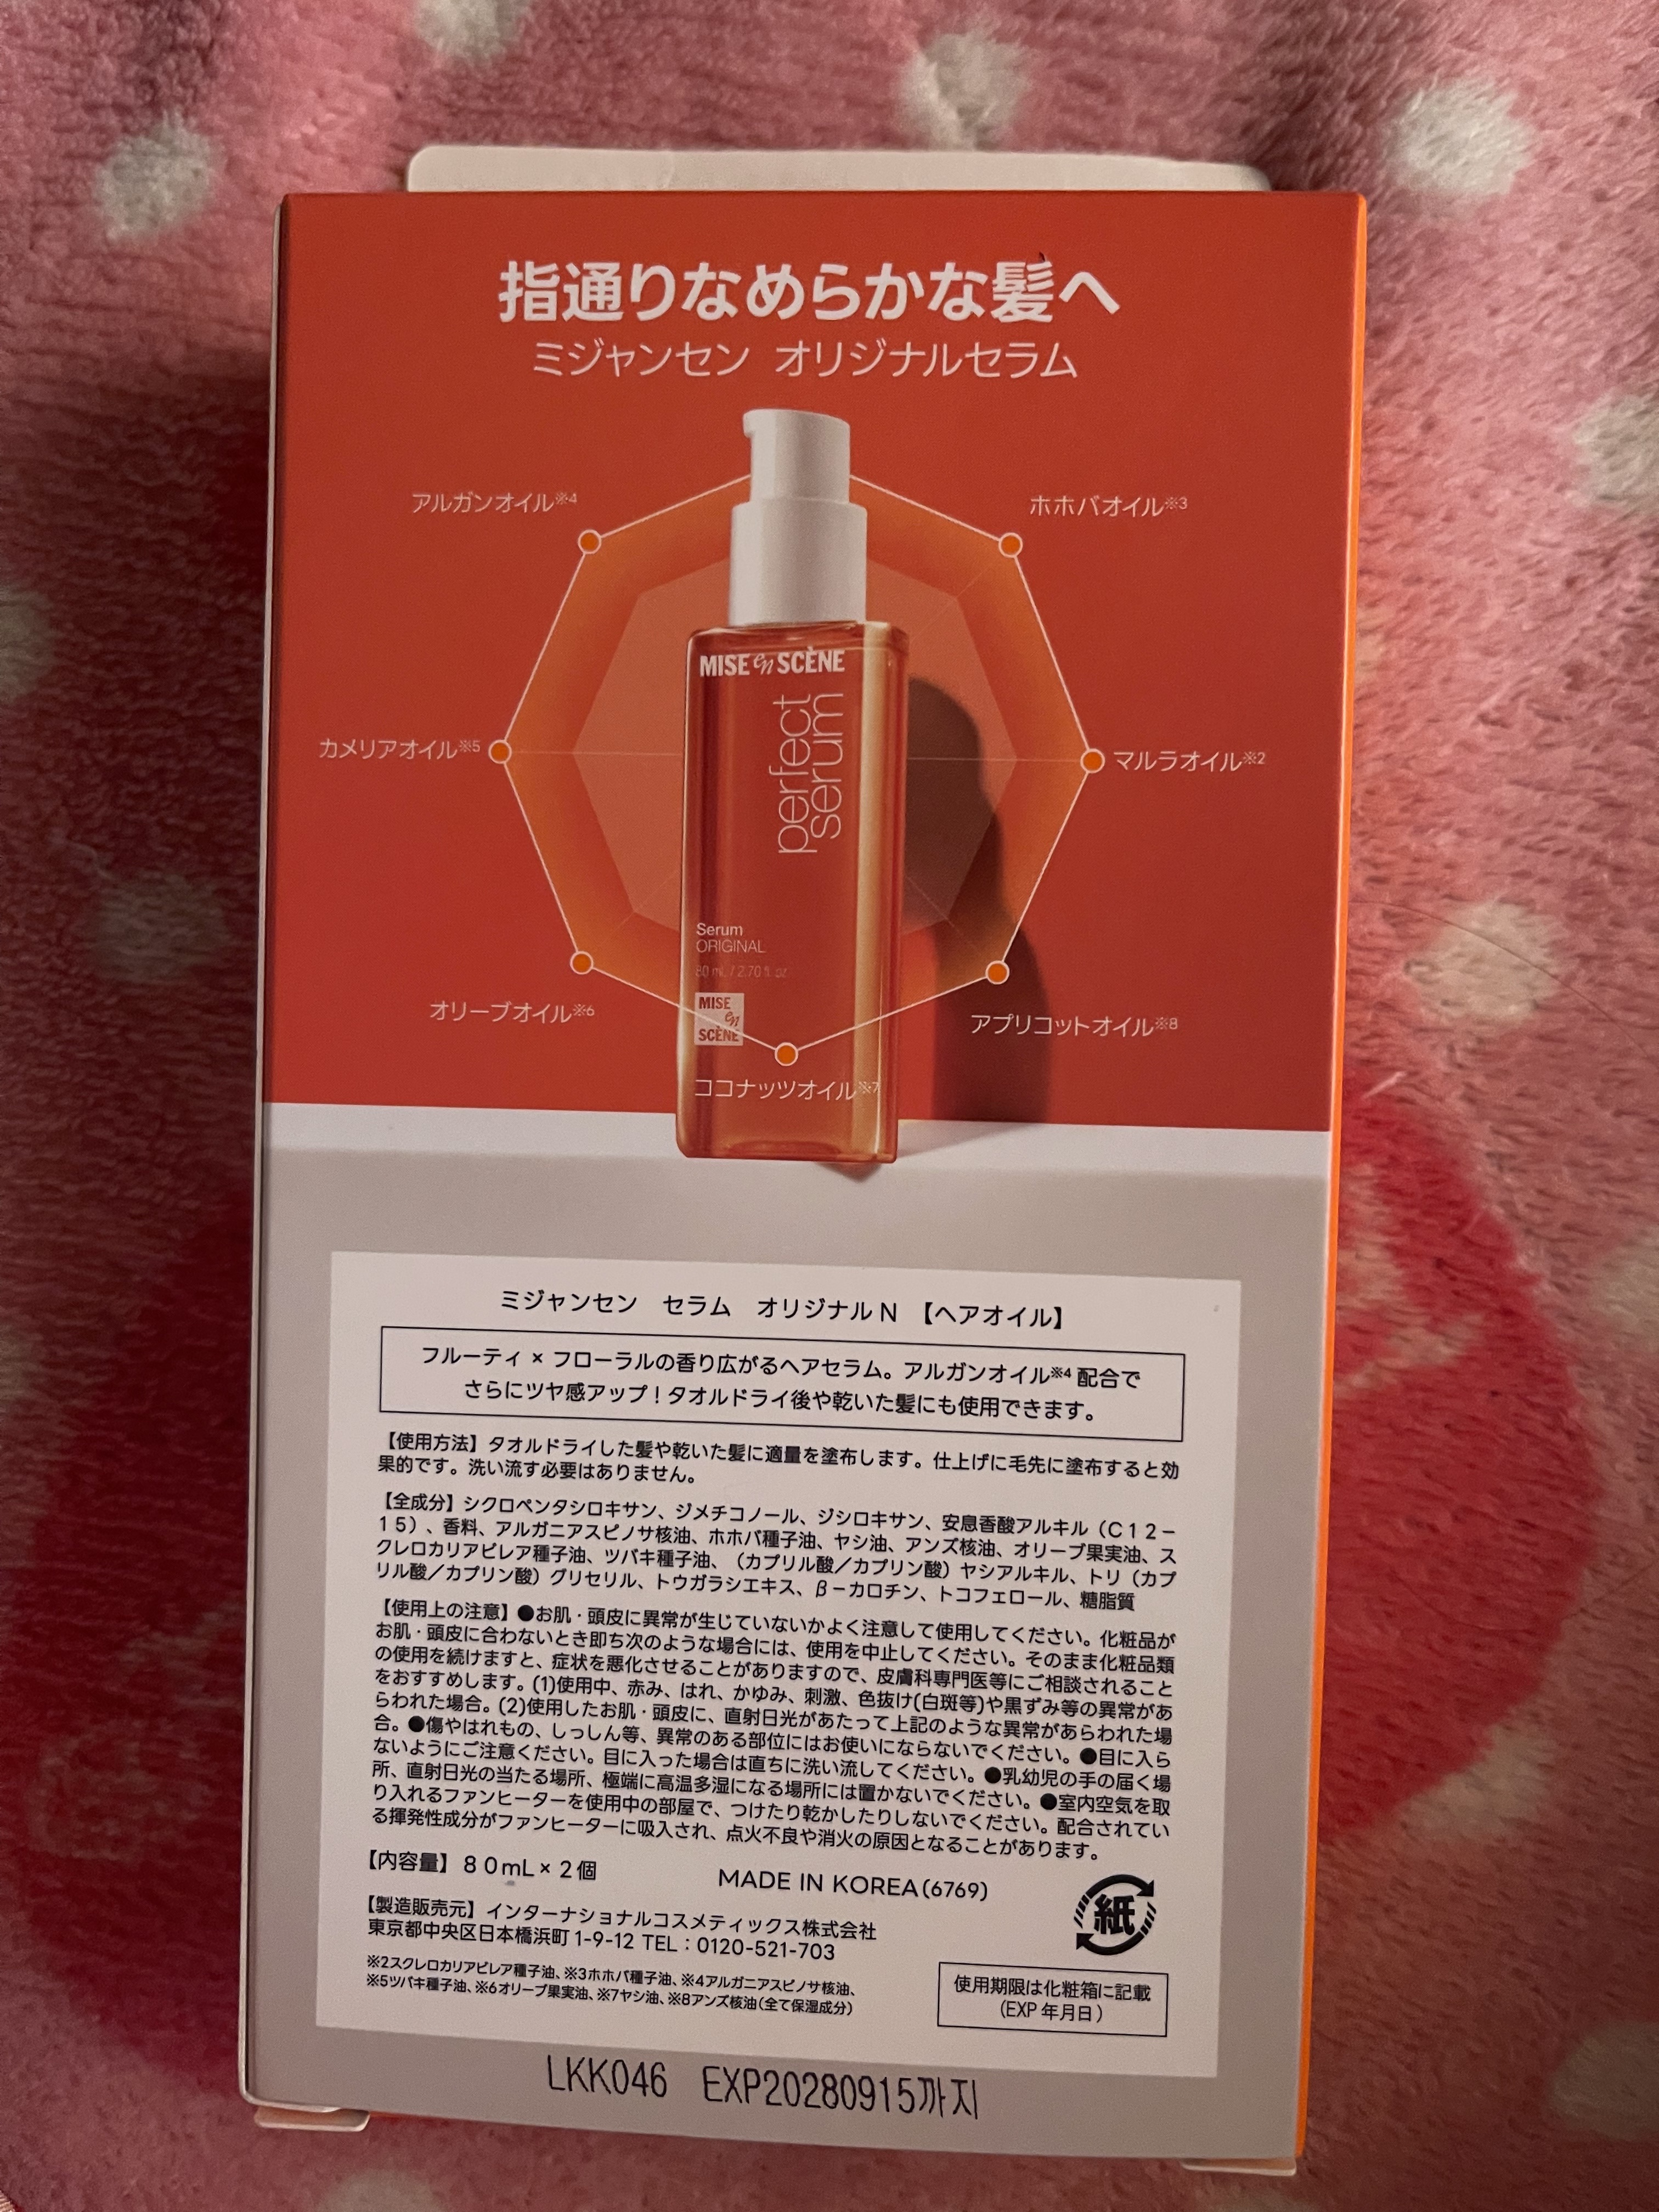 指通りなめらかな髪へ
ミジャンセン オリジナルセラム
アルガンオイル※4
ホホバオイル※3
MISE en SCÈNE
perfect
serum
カメリアオイル※5
マルラオイル※2
Serum
ORIGINAL
80 mL / 2.70 fl. oz
MISE
en
SCÈNE
オリーブオイル※6
アプリコットオイル※8
ココナッツオイル※7
ミジャンセン セラム オリジナルN 【ヘアオイル】
フルーティ × フローラルの香り広がるヘアセラム。アルガンオイル※4 配合で
さらにツヤ感アップ！タオルドライ後や乾いた髪にも使用できます。
【使用方法】タオルドライした髪や乾いた髪に適量を塗布します。仕上げに毛先に塗布すると効
果的です。洗い流す必要はありません。
【全成分】シクロペンタシロキサン、ジメチコノール、ジシロキサン、安息香酸アルキル（C12－
15）、香料、アルガニアスピノサ核油、ホホバ種子油、ヤシ油、アンズ核油、オリーブ果実油、ス
クレロカリアビレア種子油、ツバキ種子油、（カプリル酸／カプリン酸）ヤシアルキル、トリ（カプ
リル酸／カプリン酸）グリセリル、トウガラシエキス、β－カロチン、トコフェロール、糖脂質
【使用上の注意】●お肌・頭皮に異常が生じていないかよく注意して使用してください。化粧品が
お肌・頭皮に合わないとき即ち次のような場合には、使用を中止してください。そのまま化粧品類
の使用を続けますと、症状を悪化させることがありますので、皮膚科専門医等にご相談されること
をおすすめします。(1)使用中、赤み、はれ、かゆみ、刺激、色抜け(白斑等)や黒ずみ等の異常があ
らわれた場合。(2)使用したお肌・頭皮に、直射日光があたって上記のような異常があらわれた場
合。●傷やはれもの、しっしん等、異常のある部位にはお使いにならないでください。●目に入ら
ないようにご注意ください。目に入った場合は直ちに洗い流してください。●乳幼児の手の届く場
所、直射日光の当たる場所、極端に高温多湿になる場所には置かないでください。●室内空気を取
り入れるファンヒーターを使用中の部屋で、つけたり乾かしたりしないでください。配合されてい
る揮発性成分がファンヒーターに吸入され、点火不良や消火の原因となることがあります。
【内容量】80mL×2個
MADE IN KOREA(6769)
紙
【製造販売元】インターナショナルコスメティックス株式会社
東京都中央区日本橋浜町1-9-12 TEL：0120-521-703
※2スクレロカリアビレア種子油、※3ホホバ種子油、※4アルガニアスピノサ核油、
※5ツバキ種子油、※6オリーブ果実油、※7ヤシ油、※8アンズ核油(全て保湿成分)
使用期限は化粧箱に記載
(EXP 年月日)
LKK046 EXP20280915까지